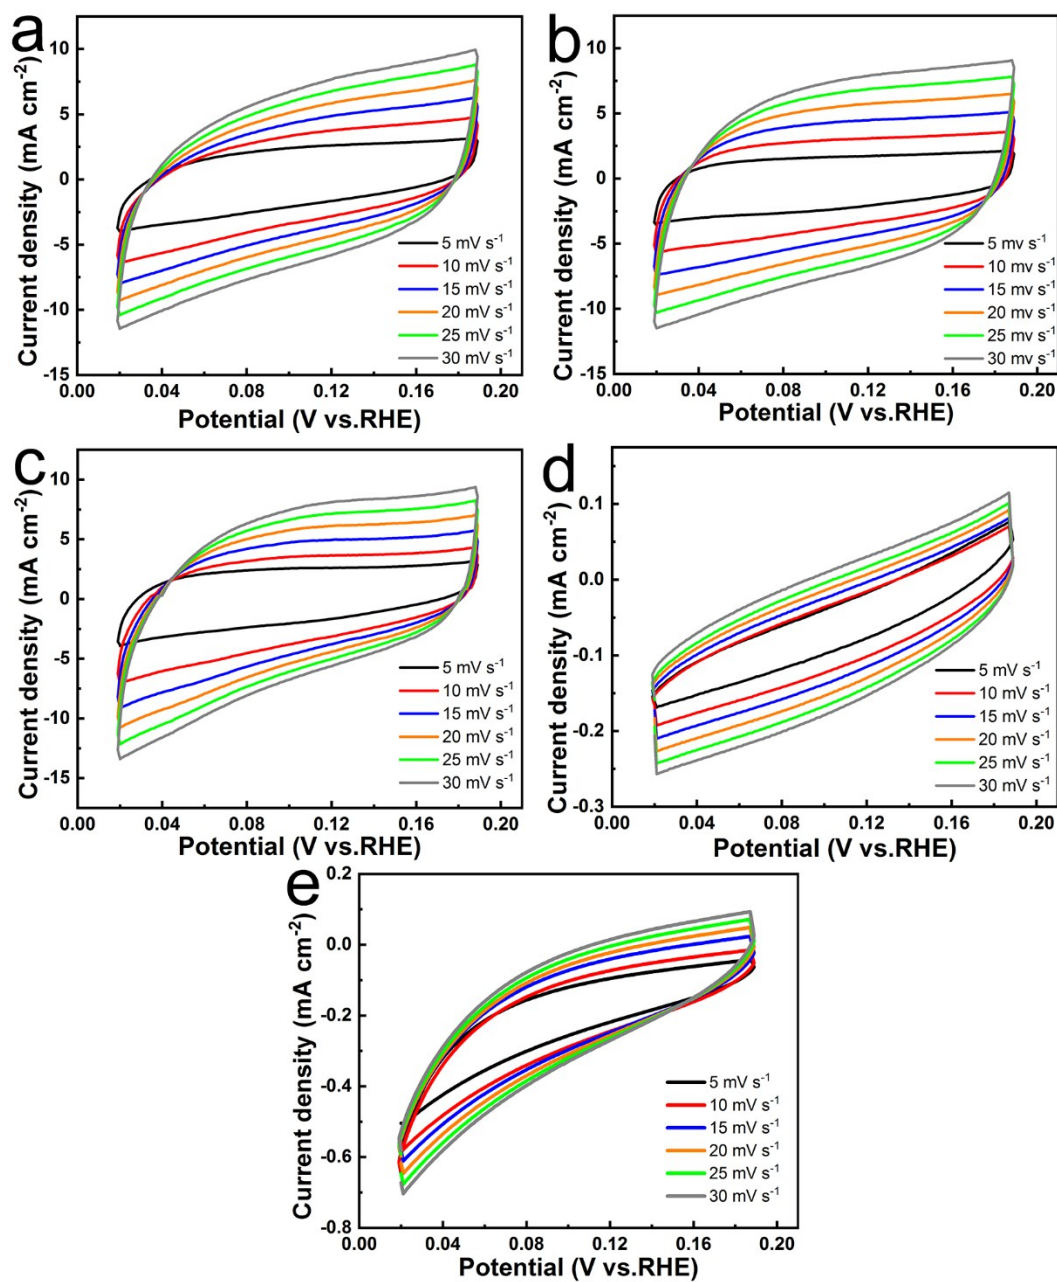 a
Current density (mA cm⁻²)
10
5
0
-5
-10
-15
5 mV s⁻¹
10 mV s⁻¹
15 mV s⁻¹
20 mV s⁻¹
25 mV s⁻¹
30 mV s⁻¹
0.00 0.04 0.08 0.12 0.16 0.20
Potential (V vs.RHE)
b
Current density (mA cm⁻²)
10
5
0
-5
-10
-15
5 mv s⁻¹
10 mv s⁻¹
15 mv s⁻¹
20 mv s⁻¹
25 mv s⁻¹
30 mv s⁻¹
0.00 0.04 0.08 0.12 0.16 0.20
Potential (V vs.RHE)
c
Current density (mA cm⁻²)
10
5
0
-5
-10
-15
5 mV s⁻¹
10 mV s⁻¹
15 mV s⁻¹
20 mV s⁻¹
25 mV s⁻¹
30 mV s⁻¹
0.00 0.04 0.08 0.12 0.16 0.20
Potential (V vs.RHE)
d
Current density (mA cm⁻²)
0.1
0.0
-0.1
-0.2
-0.3
5 mV s⁻¹
10 mV s⁻¹
15 mV s⁻¹
20 mV s⁻¹
25 mV s⁻¹
30 mV s⁻¹
0.00 0.04 0.08 0.12 0.16 0.20
Potential (V vs.RHE)
e
Current density (mA cm⁻²)
0.2
0.0
-0.2
-0.4
-0.6
-0.8
5 mV s⁻¹
10 mV s⁻¹
15 mV s⁻¹
20 mV s⁻¹
25 mV s⁻¹
30 mV s⁻¹
0.00 0.04 0.08 0.12 0.16 0.20
Potential (V vs.RHE)